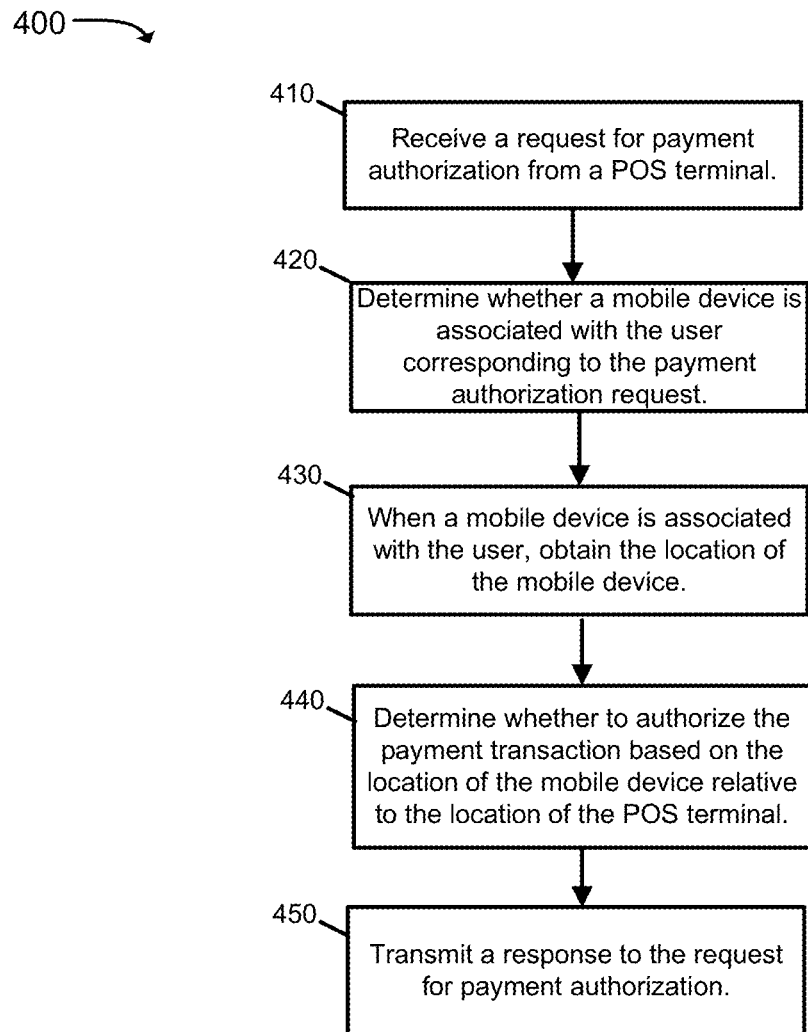 400
410
Receive a request for payment
authorization from a POS terminal.
420
Determine whether a mobile device is
associated with the user
corresponding to the payment
authorization request.
430
When a mobile device is associated
with the user, obtain the location of
the mobile device.
440
Determine whether to authorize the
payment transaction based on the
location of the mobile device relative
to the location of the POS terminal.
450
Transmit a response to the request
for payment authorization.